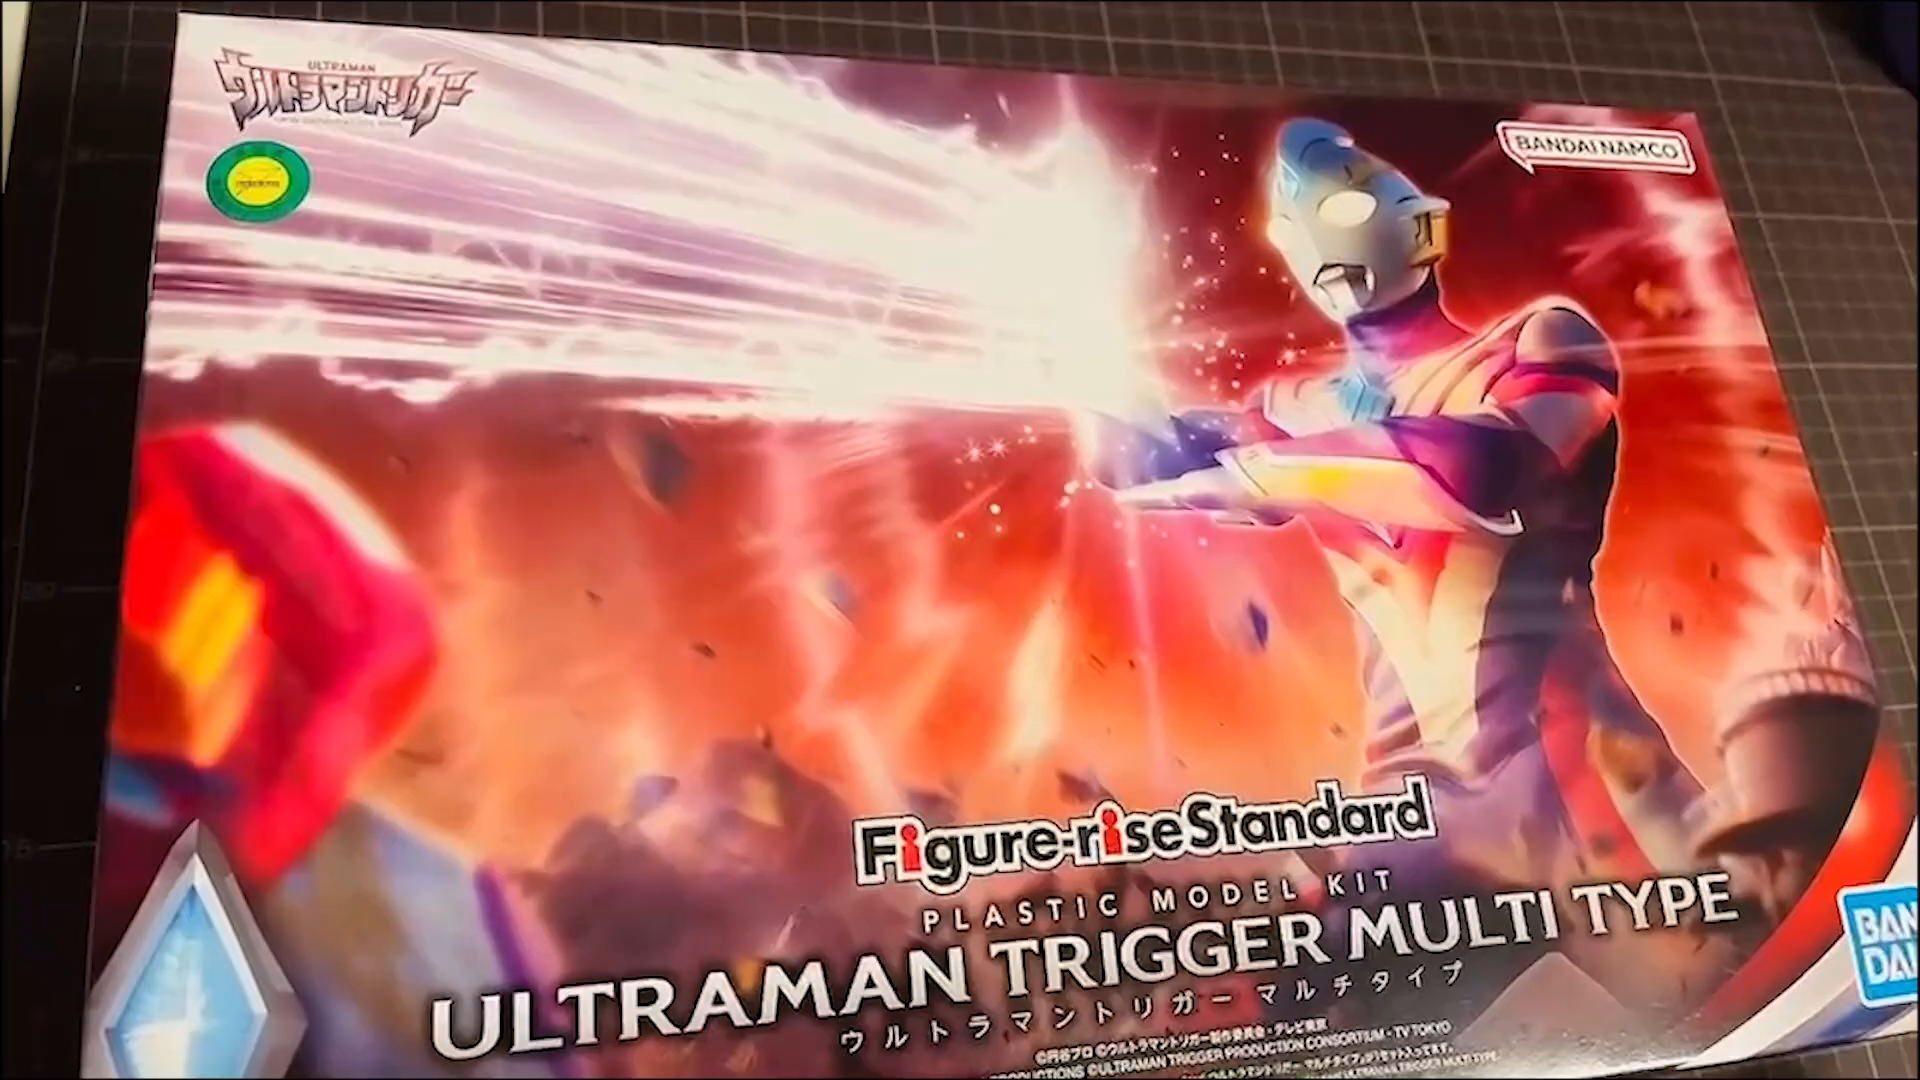 ULTRAMAN
ウルトラマントリガー
BANDAI NAMCO
Figure-riseStandard
PLASTIC MODEL KIT
ULTRAMAN TRIGGER MULTI TYPE
ウルトラマントリガー マルチタイプ
©円谷プロ ©ウルトラマントリガー製作委員会・テレビ東京
PRODUCTIONS ©ULTRAMAN TRIGGER PRODUCTION CONSORTIUM・TV TOKYO
BAN
DAI